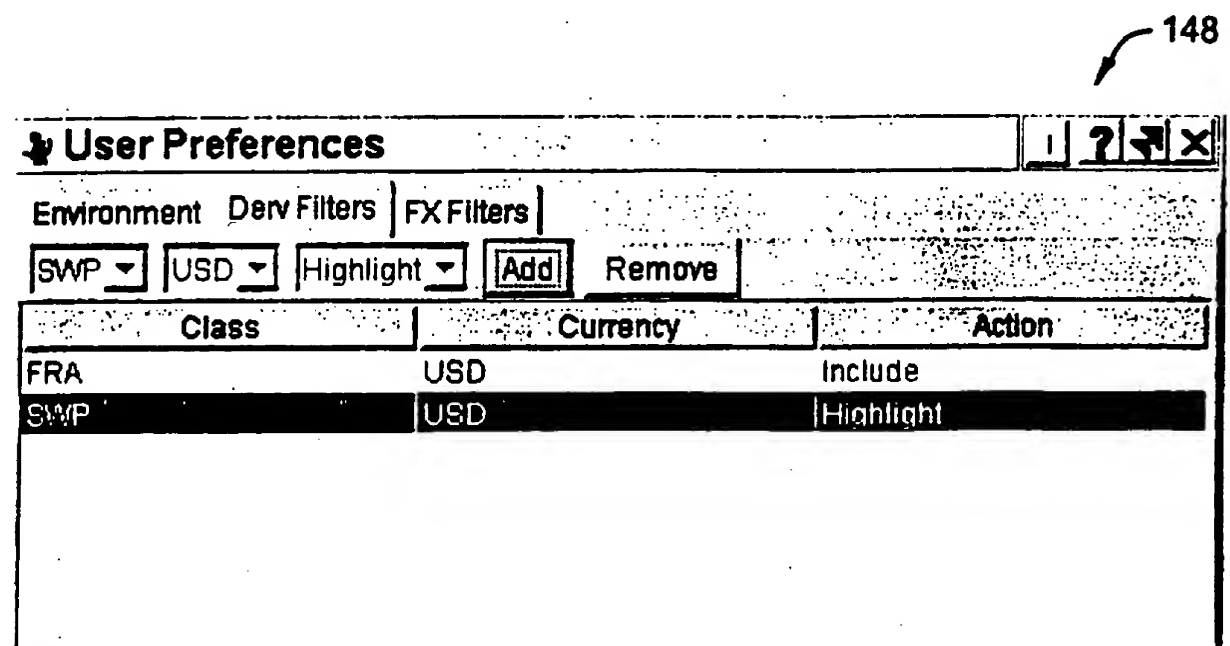 148
User Preferences
Environment Derv Filters FX Filters
SWP USD Highlight Add Remove
Class Currency Action
FRA USD Include
SWP USD Highlight